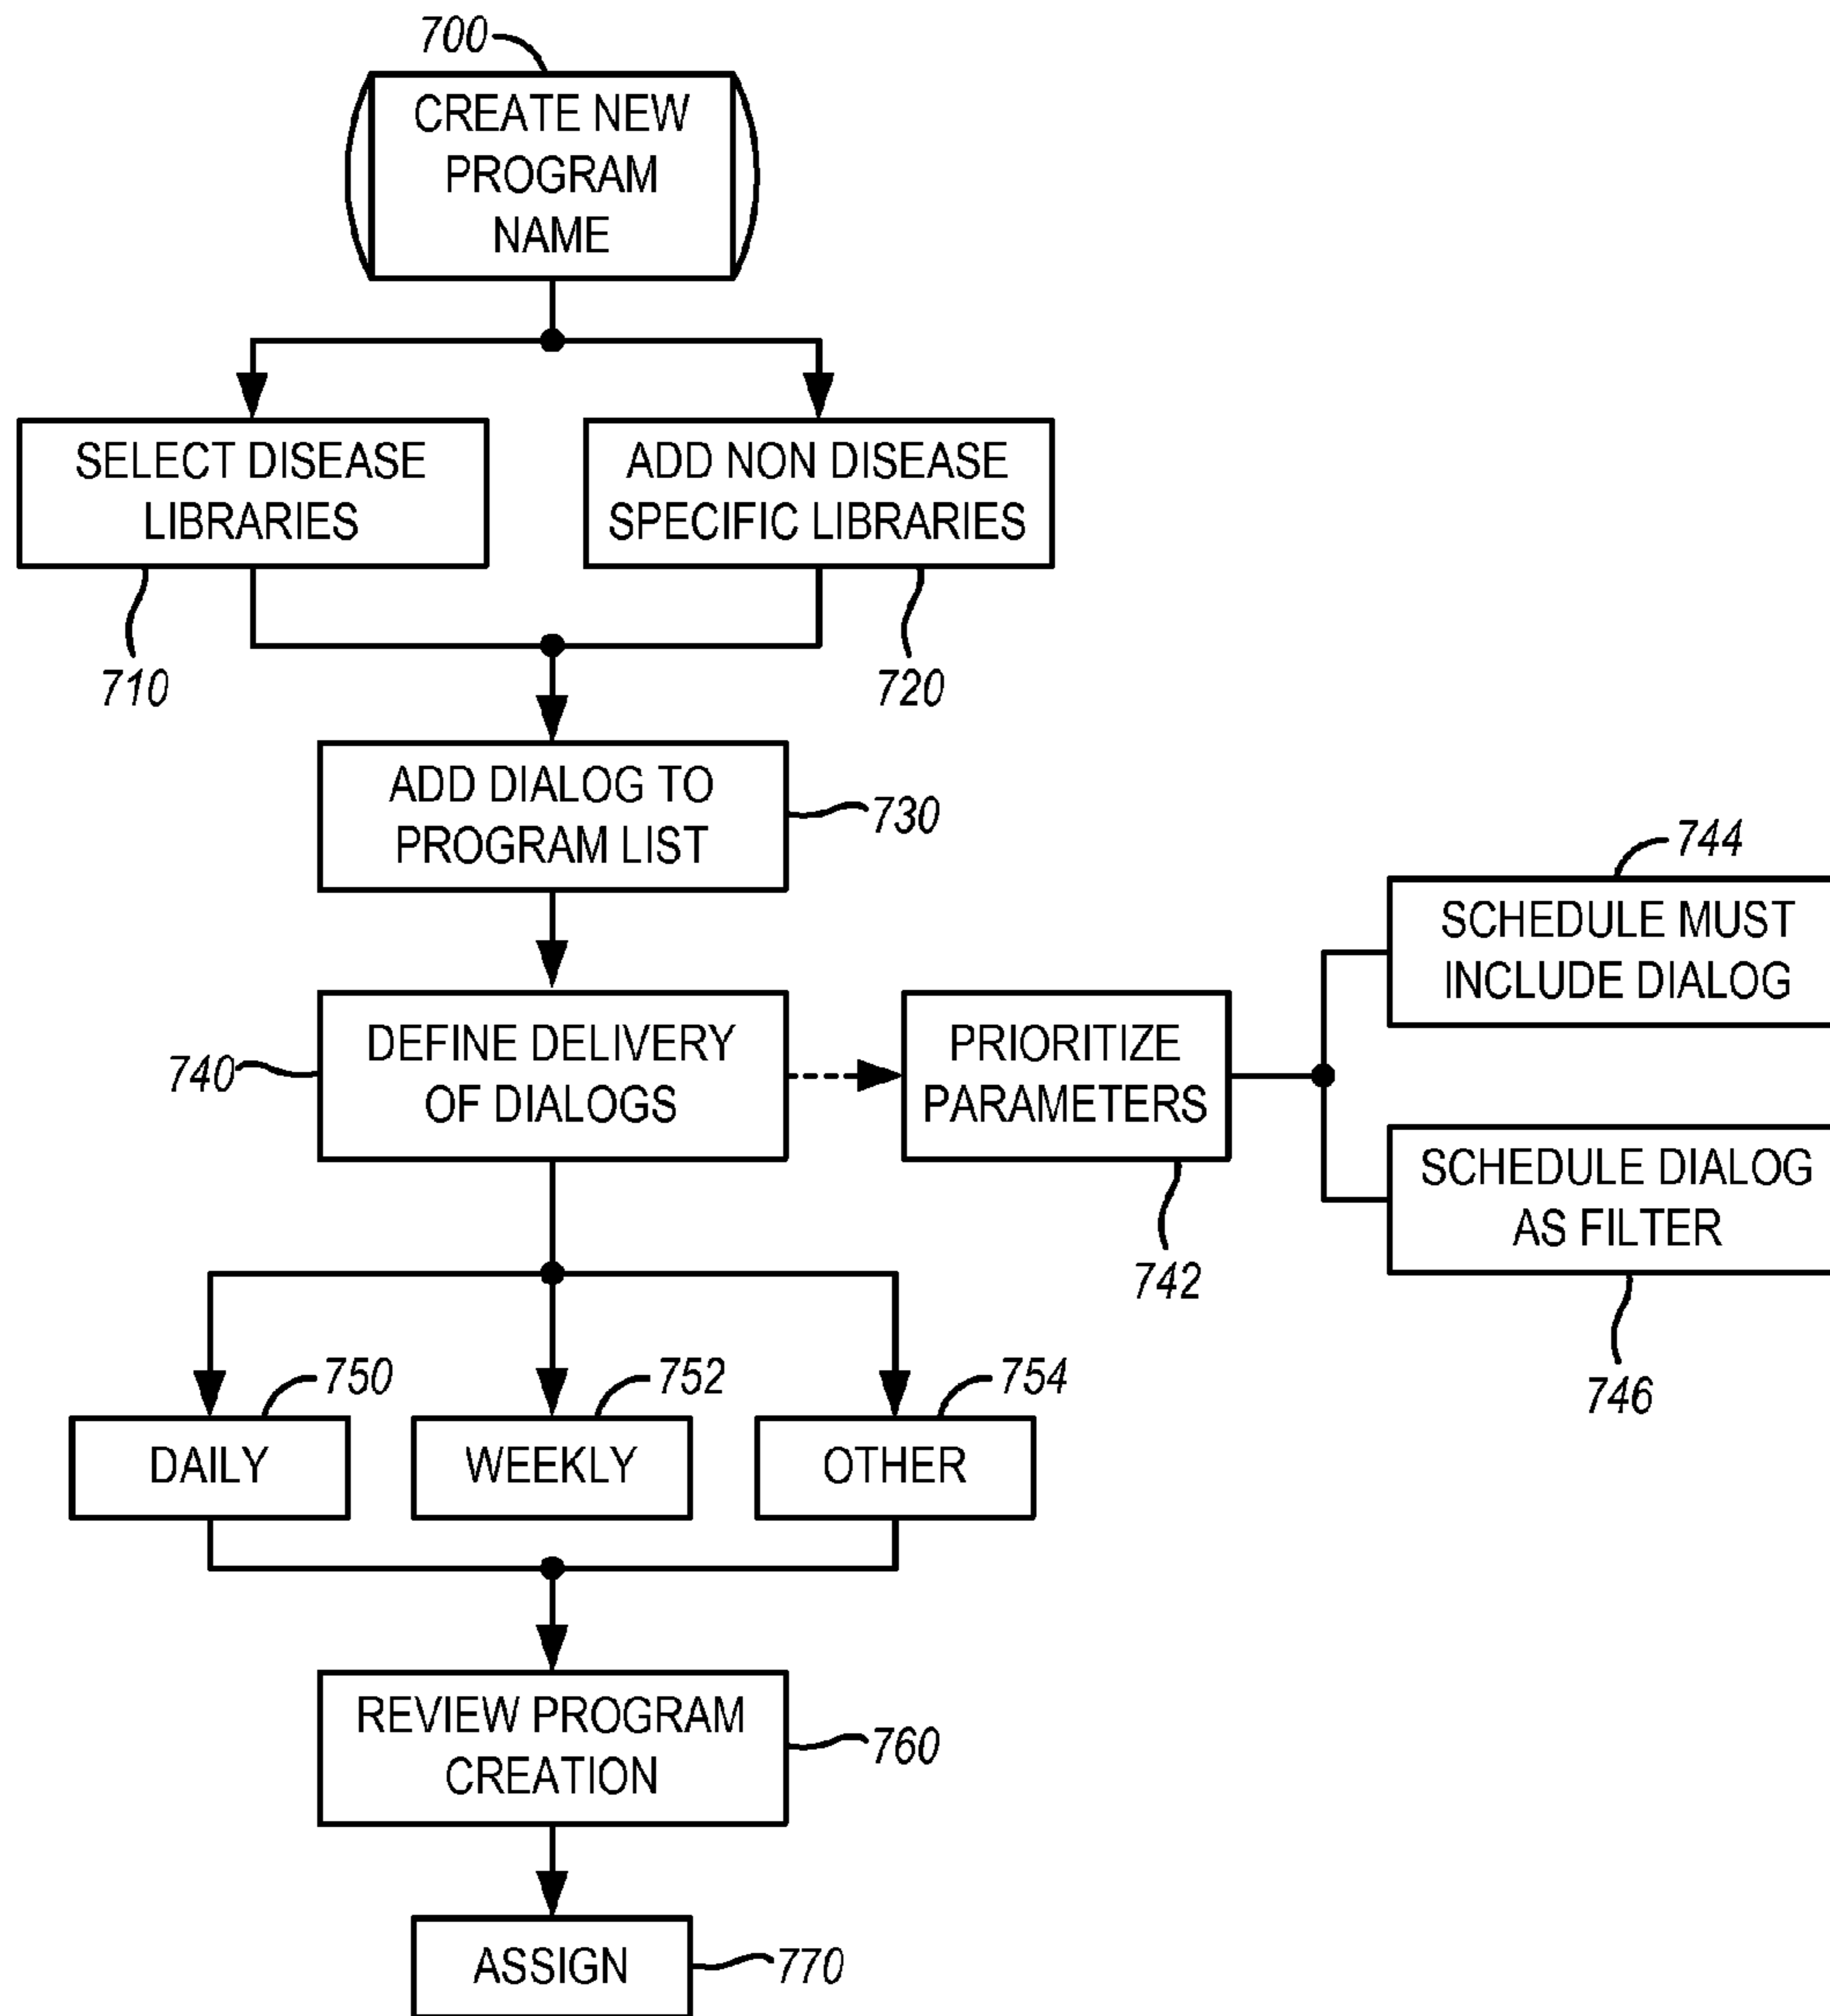 700
CREATE NEW
PROGRAM
NAME
SELECT DISEASE
LIBRARIES
ADD NON DISEASE
SPECIFIC LIBRARIES
710
720
ADD DIALOG TO
PROGRAM LIST
730
744
SCHEDULE MUST
INCLUDE DIALOG
740
DEFINE DELIVERY
OF DIALOGS
PRIORITIZE
PARAMETERS
742
SCHEDULE DIALOG
AS FILTER
746
750
752
754
DAILY
WEEKLY
OTHER
REVIEW PROGRAM
CREATION
760
ASSIGN
770